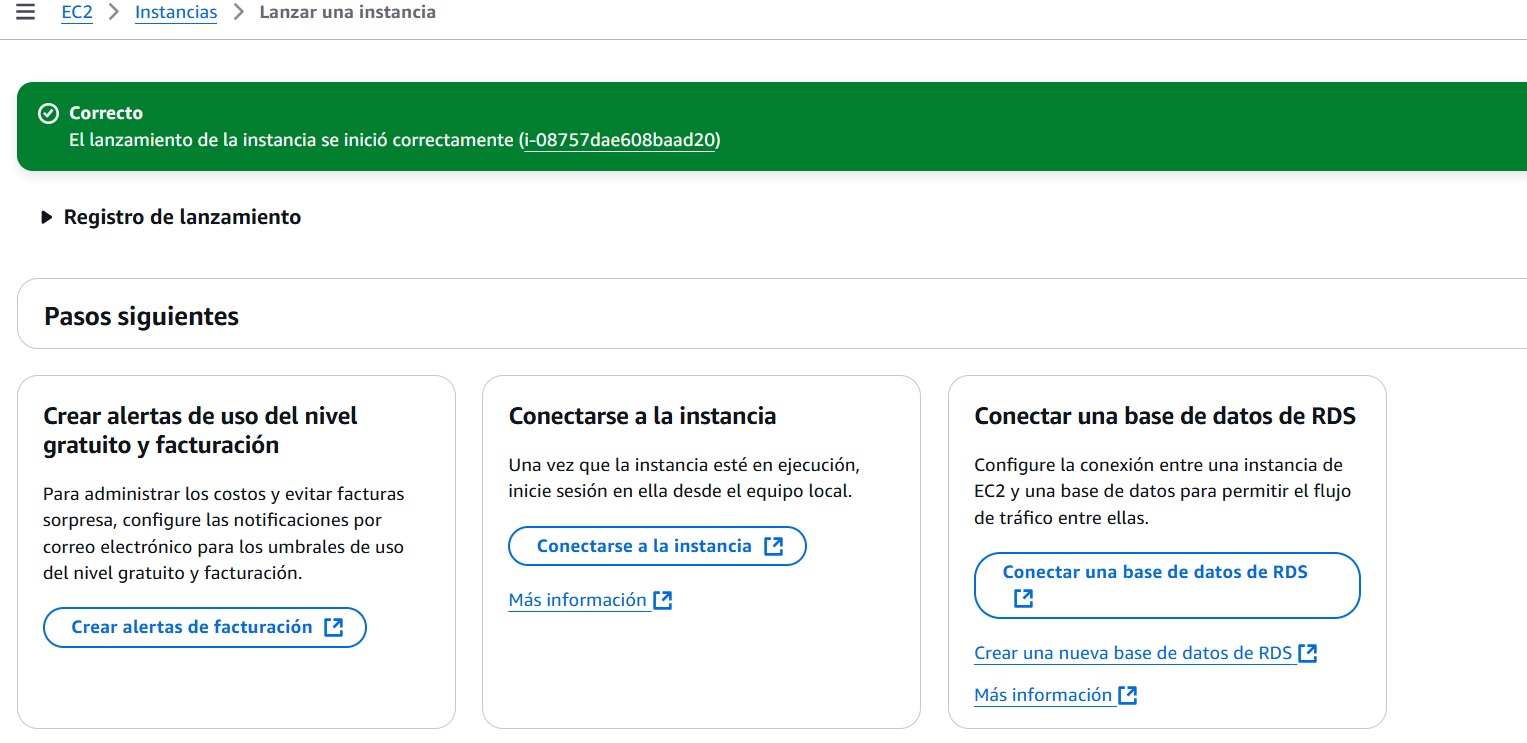 EC2 > Instancias > Lanzar una instancia
Correcto
El lanzamiento de la instancia se inició correctamente (i-08757dae608baad20)
Registro de lanzamiento
Pasos siguientes
Crear alertas de uso del nivel
gratuito y facturación
Para administrar los costos y evitar facturas
sorpresa, configure las notificaciones por
correo electrónico para los umbrales de uso
del nivel gratuito y facturación.
Crear alertas de facturación
Conectarse a la instancia
Una vez que la instancia esté en ejecución,
inicie sesión en ella desde el equipo local.
Conectarse a la instancia
Más información
Conectar una base de datos de RDS
Configure la conexión entre una instancia de
EC2 y una base de datos para permitir el flujo
de tráfico entre ellas.
Conectar una base de datos de RDS
Crear una nueva base de datos de RDS
Más información